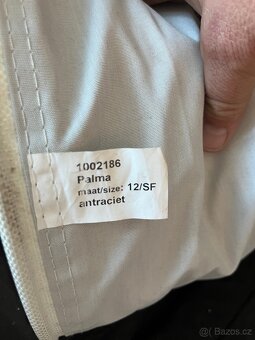 1002186
Palma
maat/size: 12/SF
antraciet
Bazos.cz